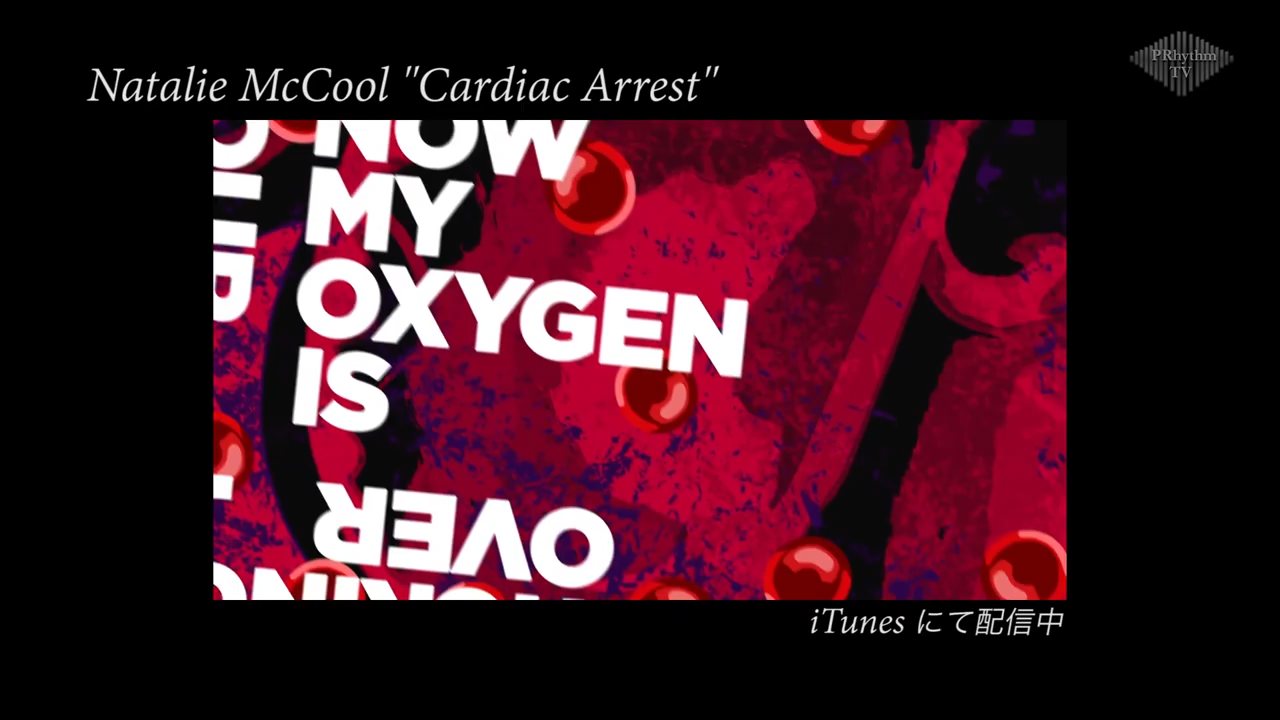 Natalie McCool "Cardiac Arrest"
PRhythm
TV
NOW
MY
OXYGEN
IS
OVER
iTunes にて配信中